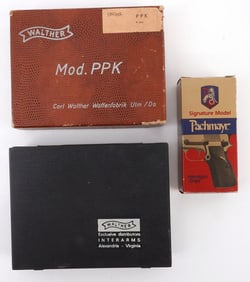 WALTHER
PPK
Mod. PPK
Carl Walther Waffenfabrik Ulm/Do
Signature Model
Pachmayr
WALTHER
Exclusive distributors
INTERARMS
Alexandria - Virginia